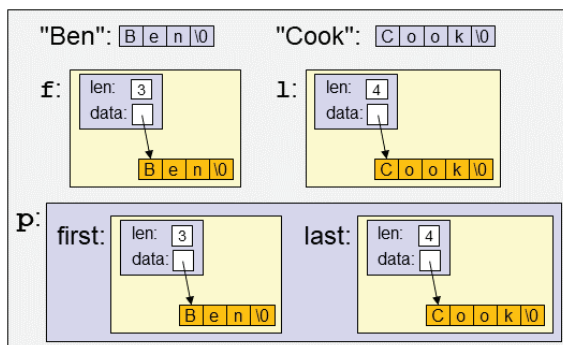 "Ben": B e n \0 "Cook": C o o k \0
f: len: 3 l: len: 4
data: data:
B e n \0 C o o k \0
p: first: len: 3 last: len: 4
data: data:
B e n \0 C o o k \0